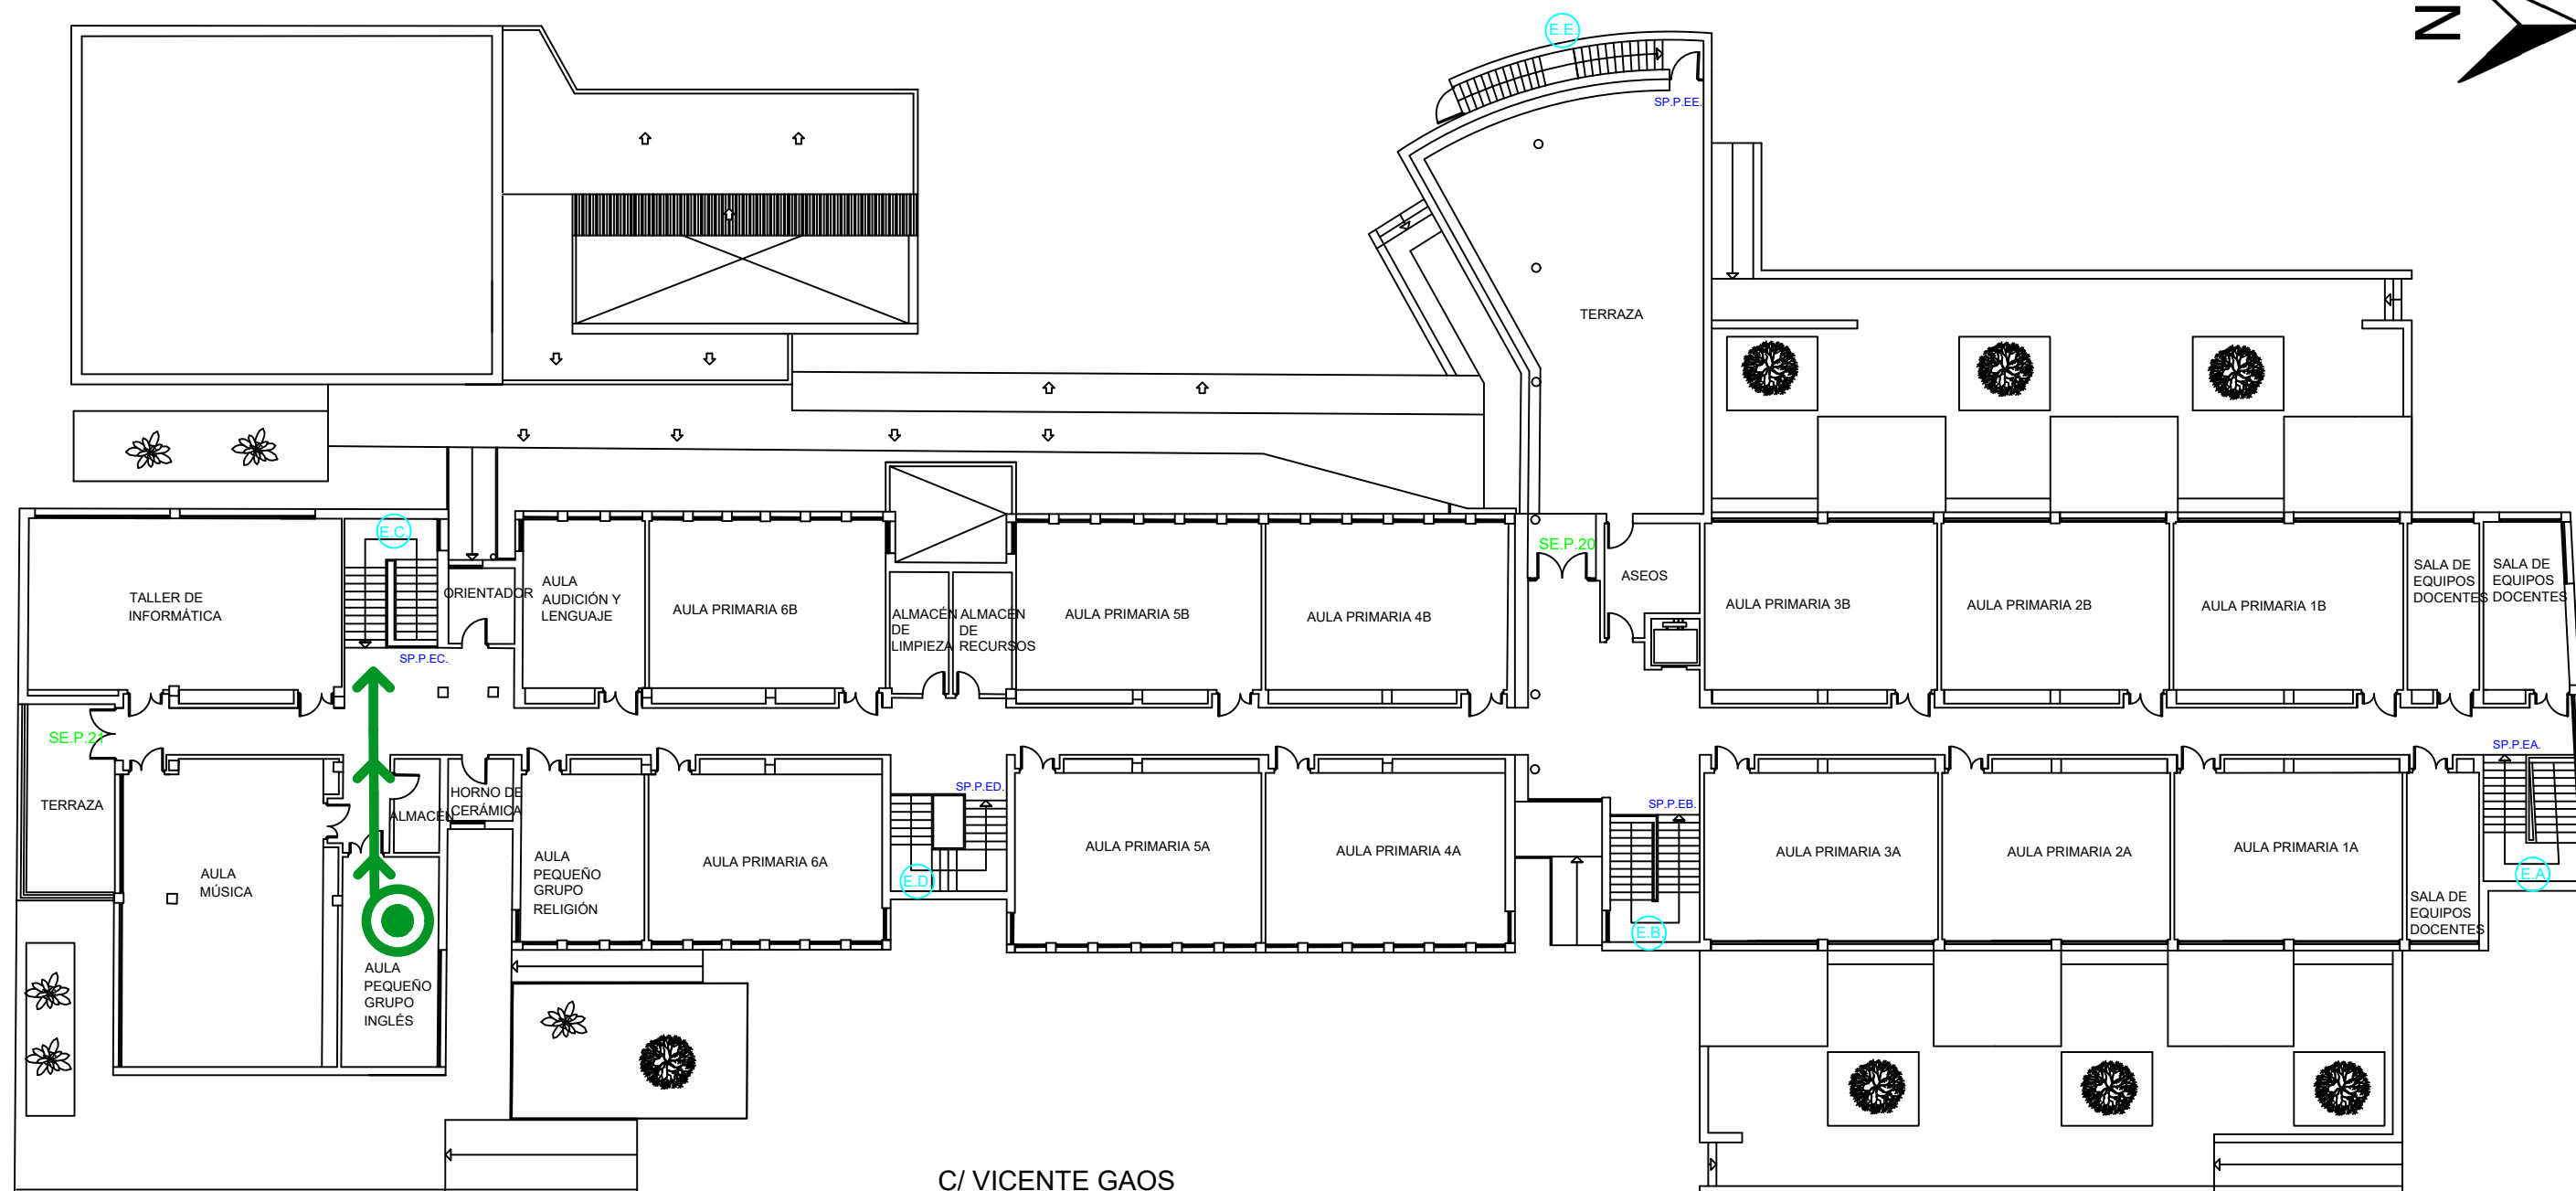 E.E.
N
SP.P.EE.
TERRAZA
E.C.
SE.P.20
TALLER DE
INFORMÁTICA
ORIENTADOR
AULA
AUDICIÓN Y
LENGUAJE
AULA PRIMARIA 6B
ALMACÉN
DE
LIMPIEZA
ALMACEN
DE
RECURSOS
AULA PRIMARIA 5B
AULA PRIMARIA 4B
ASEOS
AULA PRIMARIA 3B
AULA PRIMARIA 2B
AULA PRIMARIA 1B
SALA DE
EQUIPOS
DOCENTES
SALA DE
EQUIPOS
DOCENTES
SP.P.EC.
SE.P.21
SP.P.EA.
TERRAZA
ALMACÉN
HORNO DE
CERÁMICA
SP.P.ED.
SP.P.EB.
AULA
MÚSICA
AULA
PEQUEÑO
GRUPO
RELIGIÓN
AULA PRIMARIA 6A
E.D.
AULA PRIMARIA 5A
AULA PRIMARIA 4A
E.B.
AULA PRIMARIA 3A
AULA PRIMARIA 2A
AULA PRIMARIA 1A
E.A.
SALA DE
EQUIPOS
DOCENTES
AULA
PEQUEÑO
GRUPO
INGLÉS
C/ VICENTE GAOS